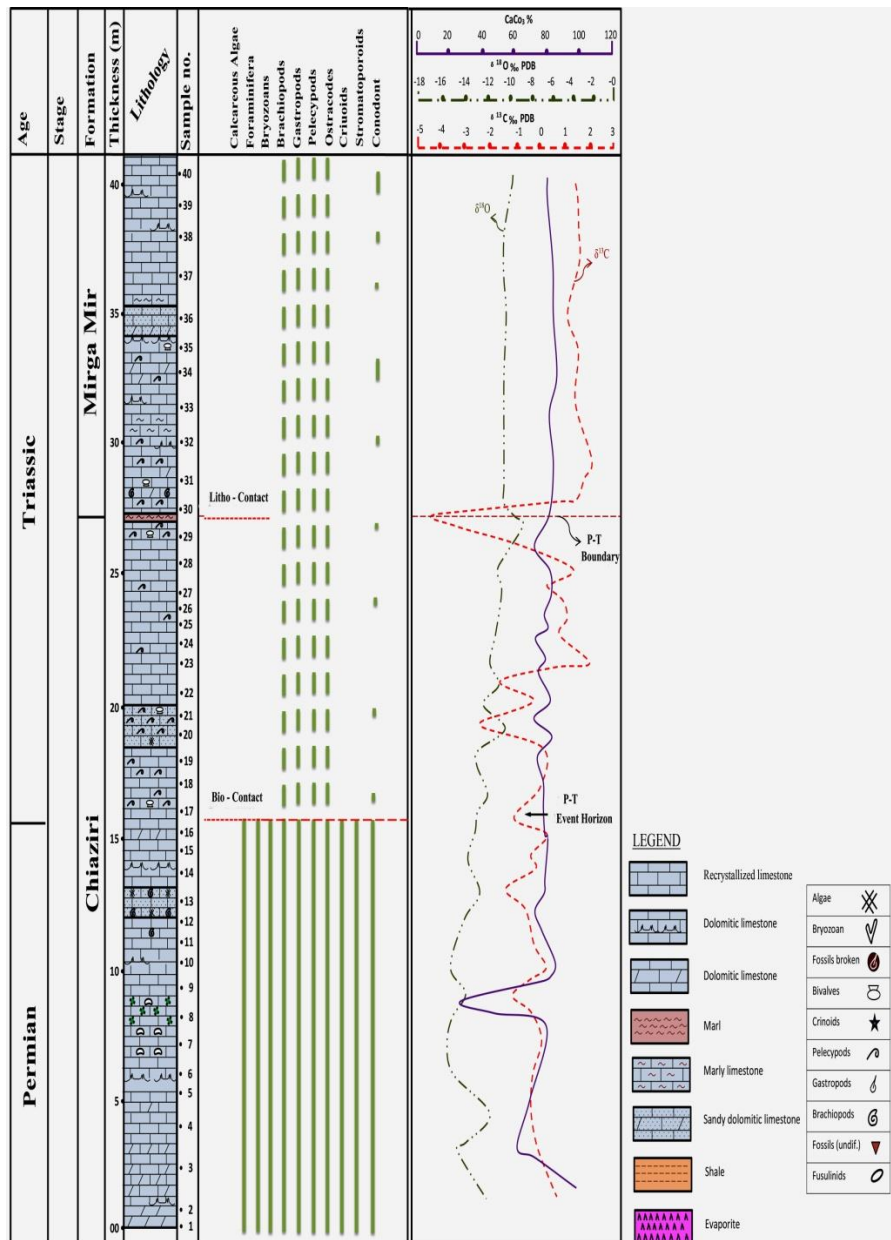 CaCo₃ %
0 20 40 60 80 100 120
δ ¹⁸O ‰ PDB
-18 -16 -14 -12 -10 -8 -6 -4 -2 -0
δ ¹³C ‰ PDB
-5 -4 -3 -2 -1 0 1 2 3
Age
Stage
Formation
Thickness (m)
Lithology
Sample no.
Calcareous Algae
Foraminifera
Bryozoans
Brachiopods
Gastropods
Pelecypods
Ostracodes
Criuoids
Stromatoporoids
Conodont
Triassic
Permian
Mirga Mir
Chiaziri
40
35
30
25
20
15
10
5
00
40
39
38
37
36
35
34
33
32
31
30
29
28
27
26
25
24
23
22
21
20
19
18
17
16
15
14
13
12
11
10
9
8
7
6
5
4
3
2
1
δ¹⁸O
δ¹³C
Litho - Contact
P-T
Boundary
Bio - Contact
P-T
Event Horizon
LEGEND
Recrystallized limestone
Dolomitic limestone
Dolomitic limestone
Marl
Marly limestone
Sandy dolomitic limestone
Shale
Evaporite
Algae
Bryozoan
Fossils broken
Bivalves
Crinoids
Pelecypods
Gastropods
Brachiopods
Fossils (undif.)
Fusulinids